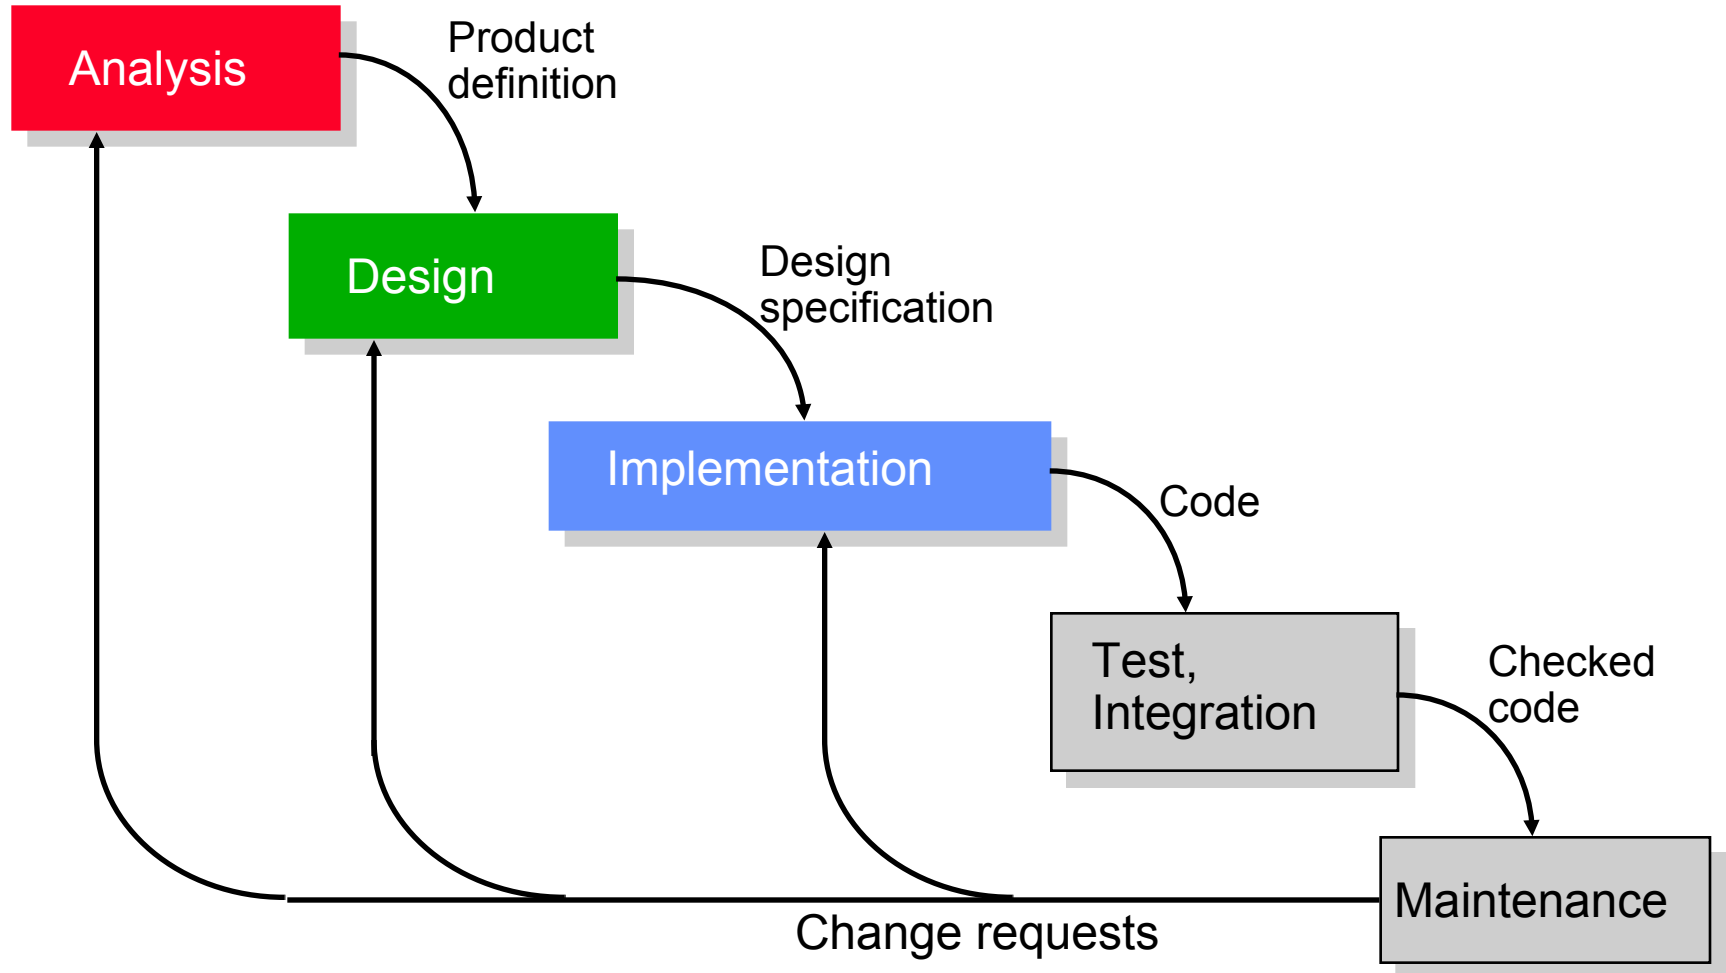 Analysis
Product
definition
Design
Design
specification
Implementation
Code
Test,
Integration
Checked
code
Maintenance
Change requests